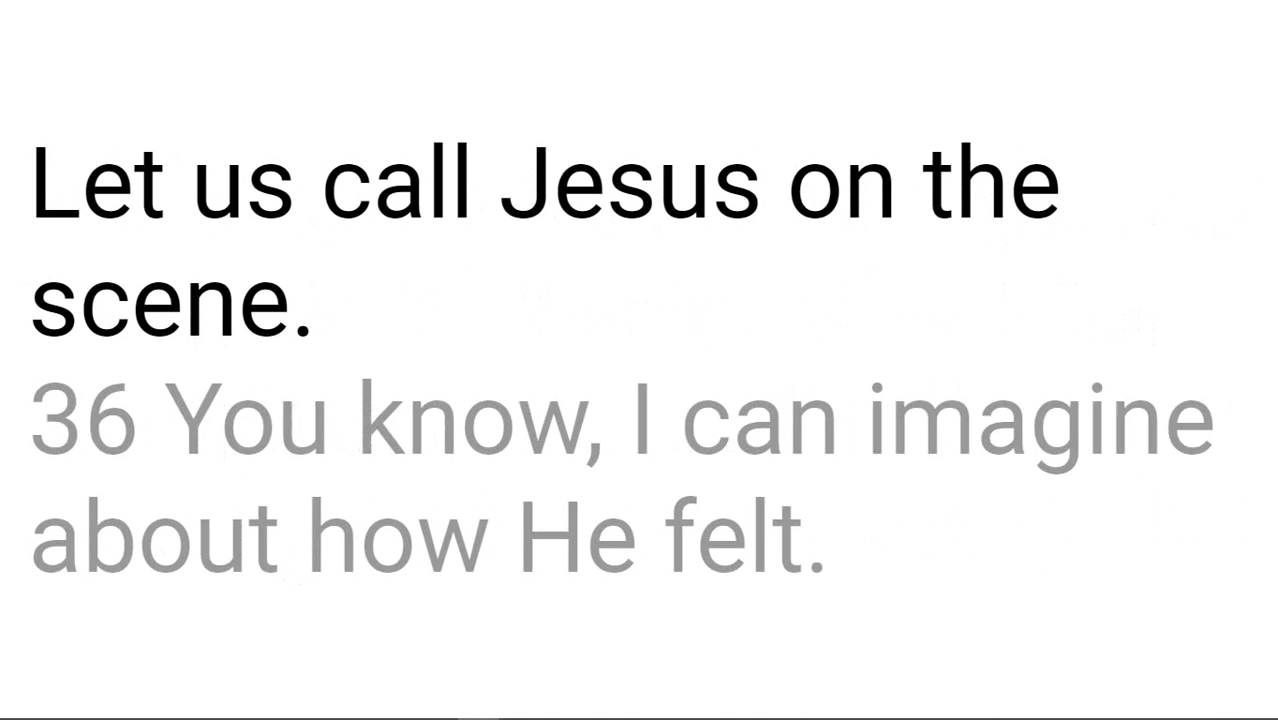 Let us call Jesus on the
scene.
36 You know, I can imagine
about how He felt.